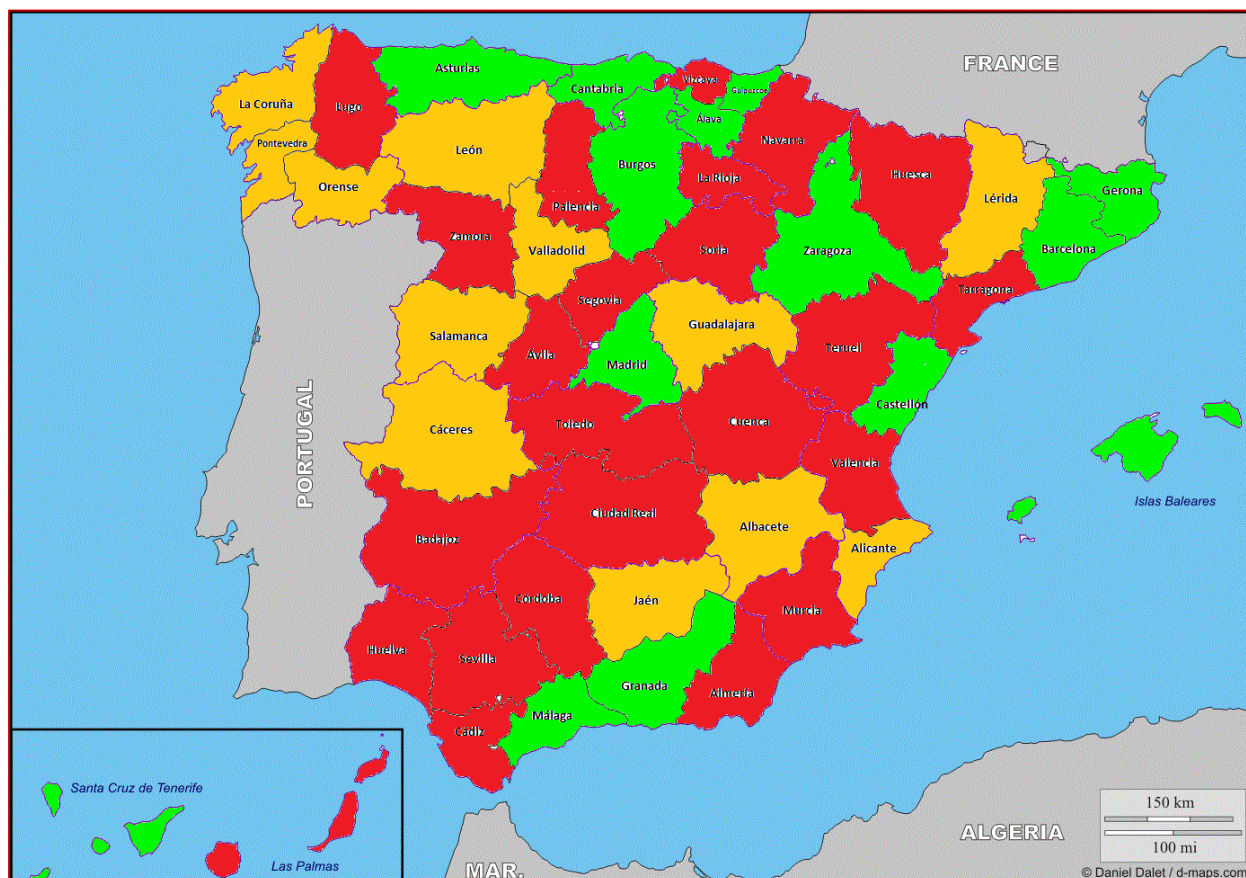 FRANCE
Asturias
Cantabria
Vizcaya
Guipuzcoa
La Coruña
Lugo
Álava
Navarra
Pontevedra
León
Burgos
La Rioja
Huesca
Gerona
Orense
Lérida
Palencia
Zamora
Valladolid
Soria
Zaragoza
Barcelona
Segovia
Tarragona
Salamanca
Ávila
Guadalajara
Teruel
Madrid
Castellón
PORTUGAL
Cáceres
Toledo
Cuenca
Valencia
Islas Baleares
Badajoz
Ciudad Real
Albacete
Alicante
Córdoba
Jaén
Murcia
Huelva
Sevilla
Granada
Almería
Málaga
Cádiz
Santa Cruz de Tenerife
Las Palmas
MAR.
ALGERIA
150 km
100 mi
© Daniel Dalet / d-maps.com